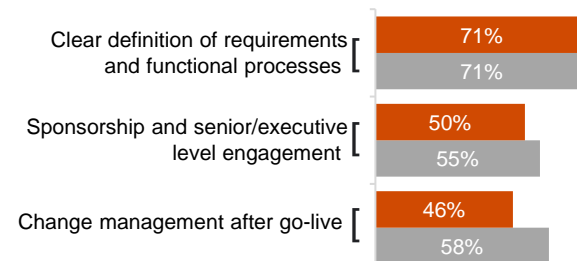 Clear definition of requirements
and functional processes
71%
71%
Sponsorship and senior/executive
level engagement
50%
55%
Change management after go-live
46%
58%